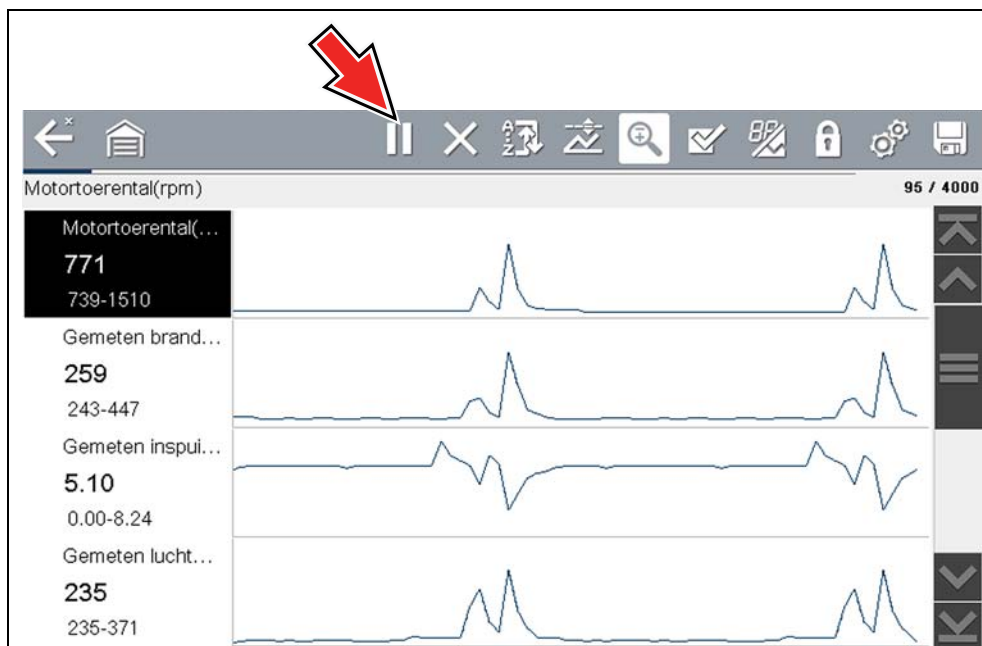 Motortoerental(rpm)
95 / 4000
Motortoerental(...
771
739-1510
Gemeten brand...
259
243-447
Gemeten inspui...
5.10
0.00-8.24
Gemeten lucht...
235
235-371